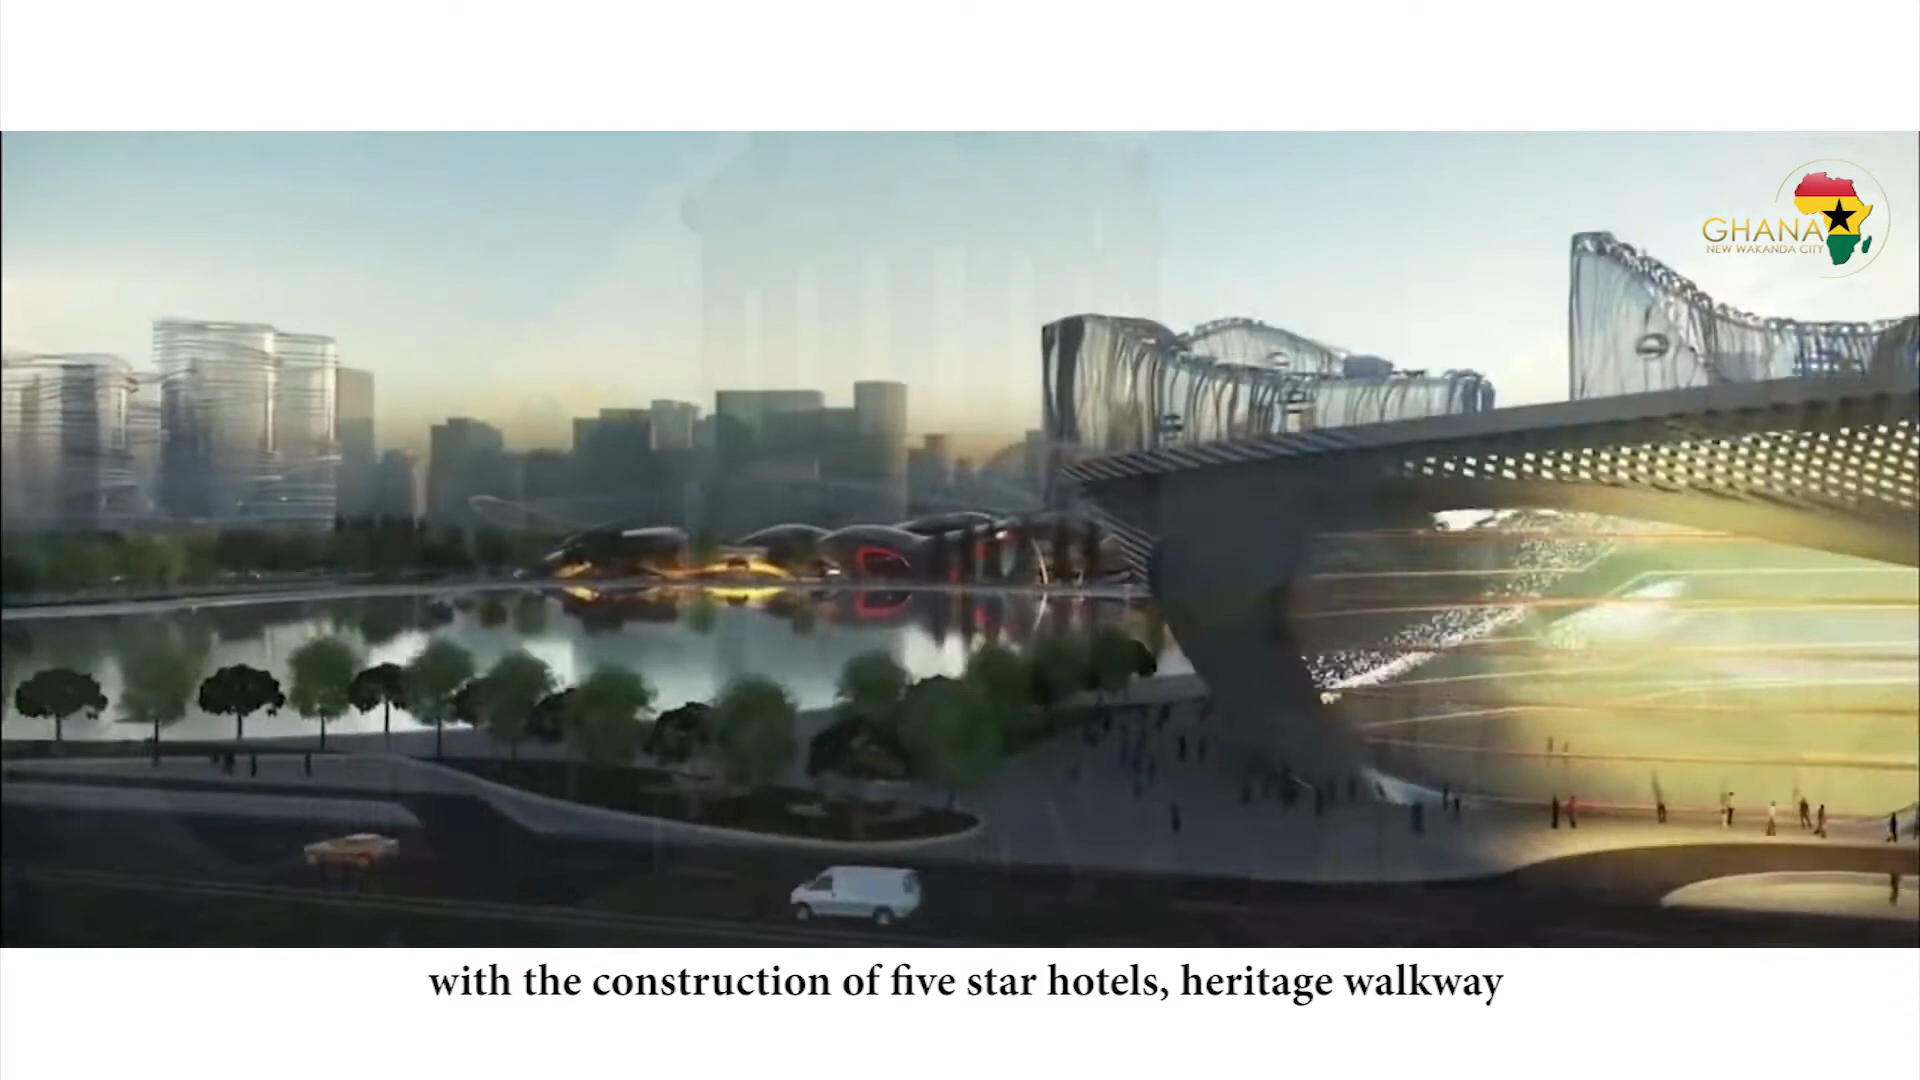 GHANA
NEW WAKANDA CITY
with the construction of five star hotels, heritage walkway